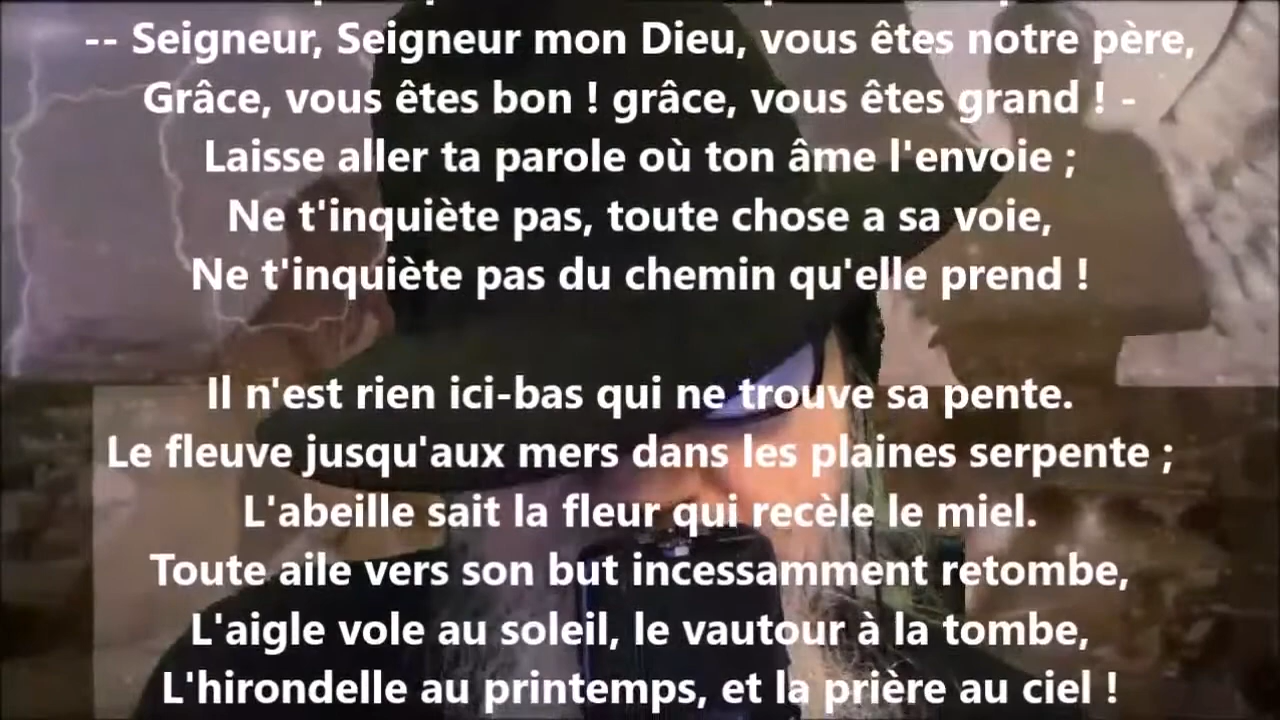 -- Seigneur, Seigneur mon Dieu, vous êtes notre père,
Grâce, vous êtes bon ! grâce, vous êtes grand ! -
Laisse aller ta parole où ton âme l'envoie ;
Ne t'inquiète pas, toute chose a sa voie,
Ne t'inquiète pas du chemin qu'elle prend !
Il n'est rien ici-bas qui ne trouve sa pente.
Le fleuve jusqu'aux mers dans les plaines serpente ;
L'abeille sait la fleur qui recèle le miel.
Toute aile vers son but incessamment retombe,
L'aigle vole au soleil, le vautour à la tombe,
L'hirondelle au printemps, et la prière au ciel !